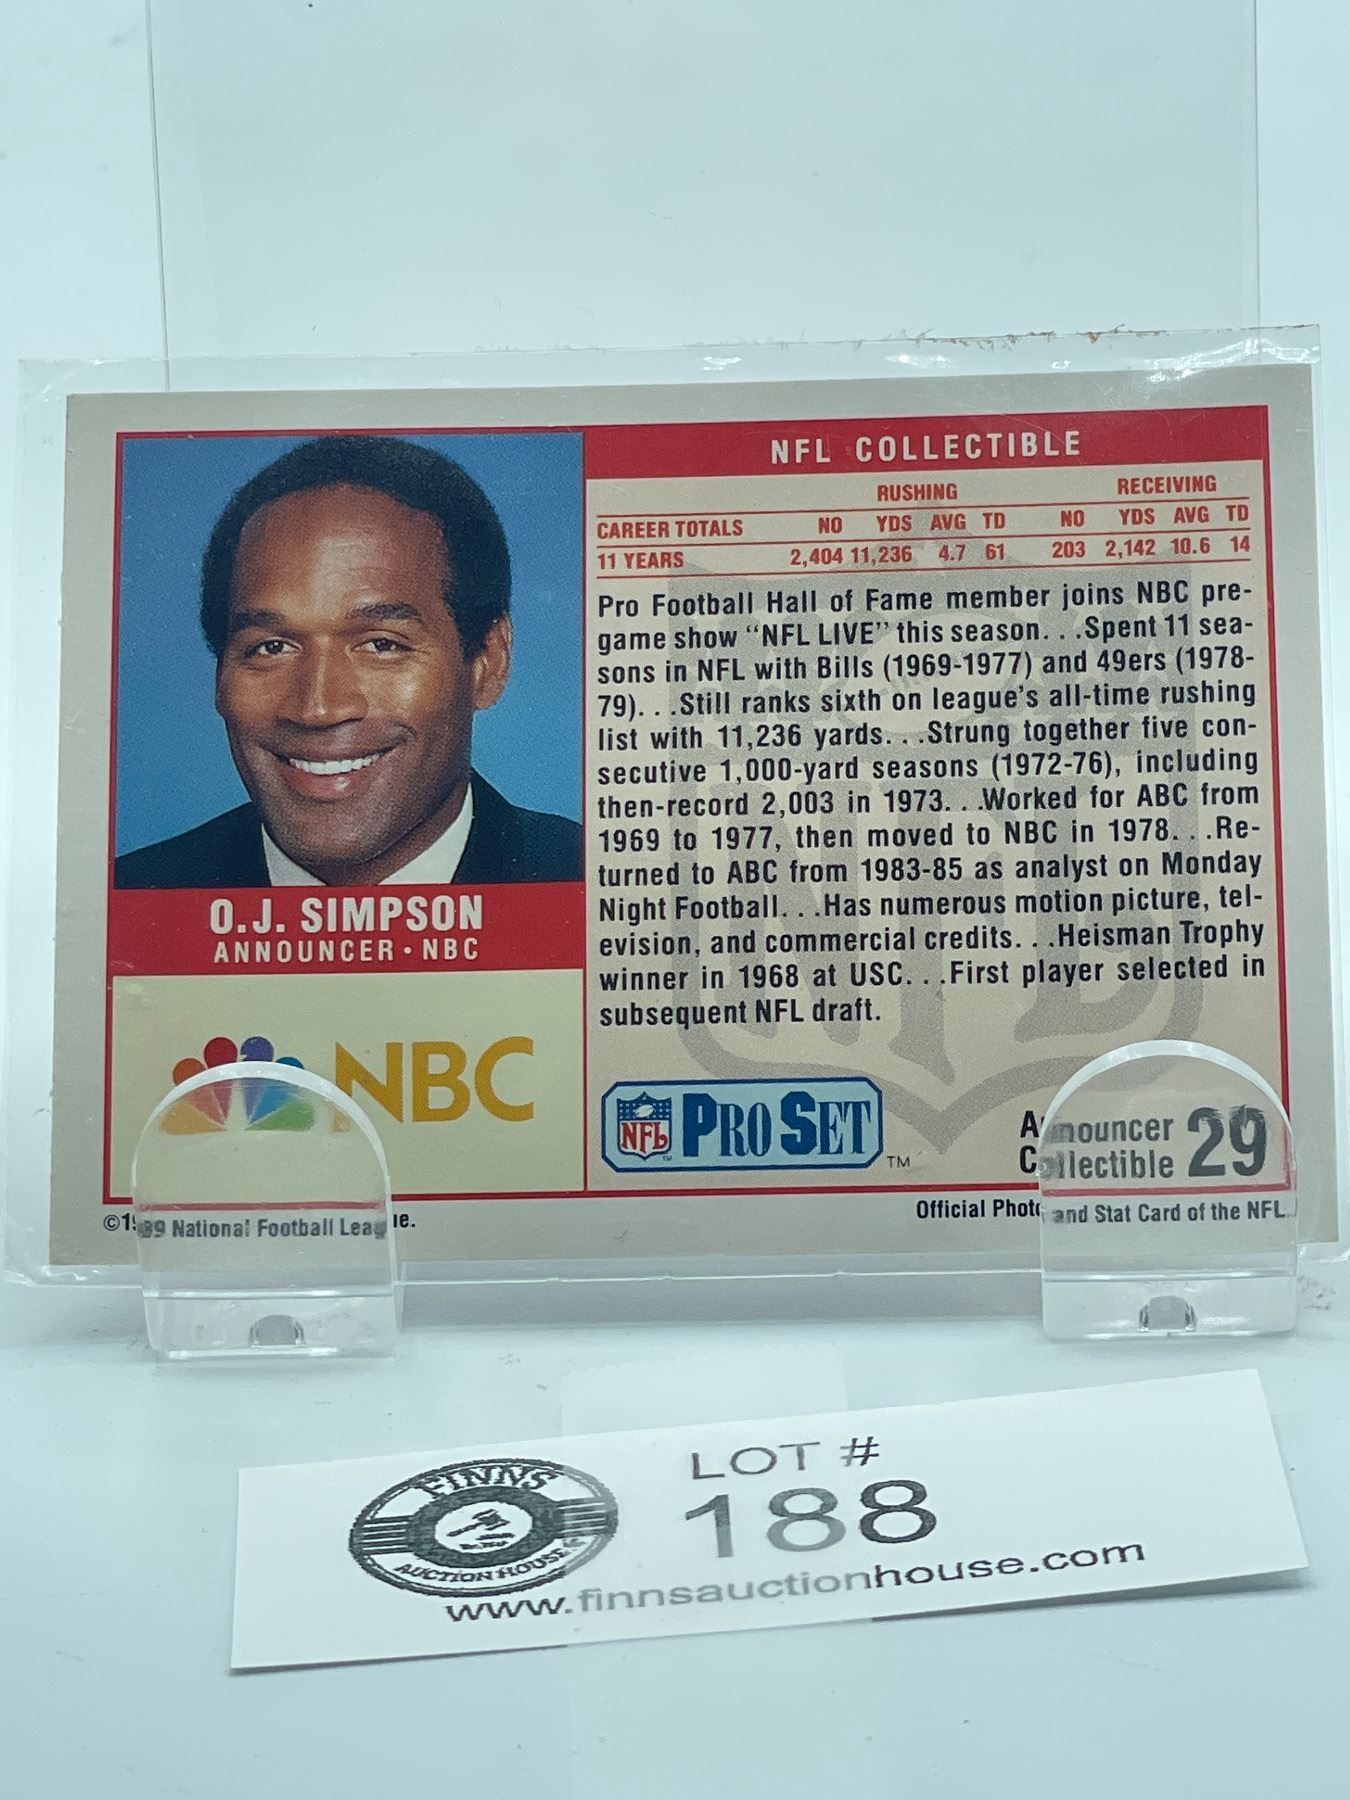 NFL COLLECTIBLE
RUSHING RECEIVING
CAREER TOTALS NO YDS AVG TD NO YDS AVG TD
11 YEARS 2,404 11,236 4.7 61 203 2,142 10.6 14
Pro Football Hall of Fame member joins NBC pre-
game show “NFL LIVE” this season. . .Spent 11 sea-
sons in NFL with Bills (1969-1977) and 49ers (1978-
79). . .Still ranks sixth on league’s all-time rushing
list with 11,236 yards. . .Strung together five con-
secutive 1,000-yard seasons (1972-76), including
then-record 2,003 in 1973. . .Worked for ABC from
1969 to 1977, then moved to NBC in 1978. . .Re-
turned to ABC from 1983-85 as analyst on Monday
Night Football. . .Has numerous motion picture, tel-
evision, and commercial credits. . .Heisman Trophy
winner in 1968 at USC. . .First player selected in
subsequent NFL draft.
O.J. SIMPSON
ANNOUNCER • NBC
NBC
NFL PRO SET ™
Announcer
Collectible 29
©1989 National Football League.
Official Photo and Stat Card of the NFL
FINNS
AUCTION HOUSE
LOT #
188
www.finnsauctionhouse.com